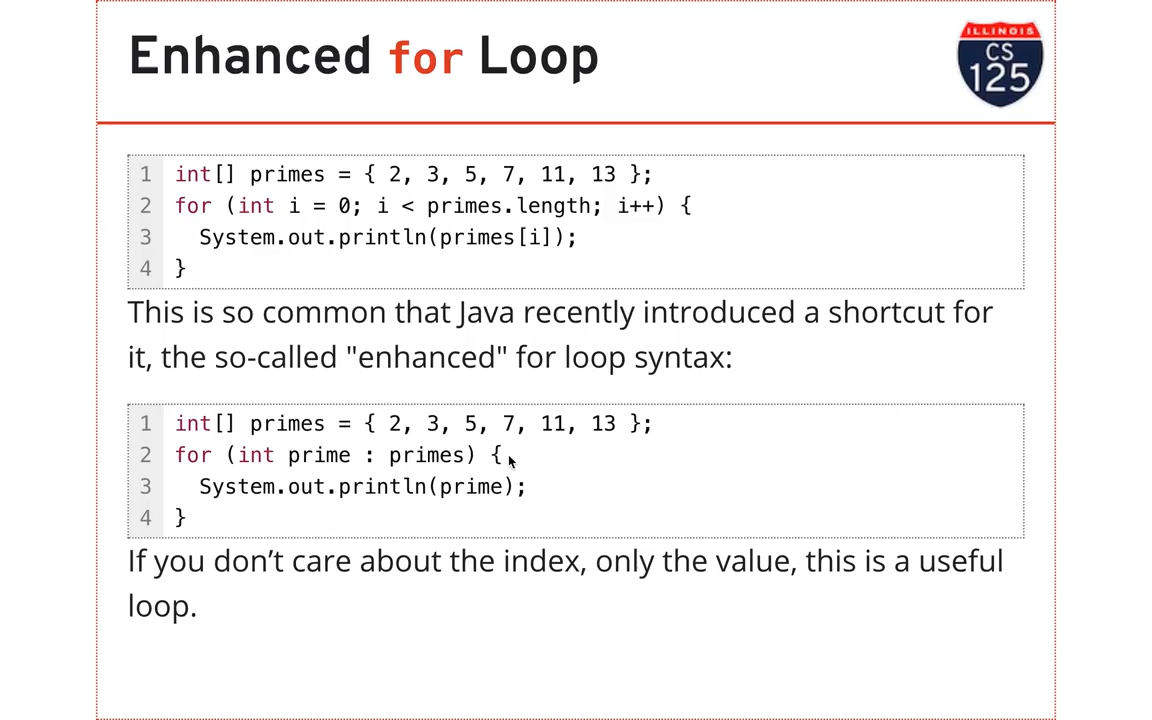 Enhanced for Loop
ILLINOIS
CS
125
1 int[] primes = { 2, 3, 5, 7, 11, 13 };
2 for (int i = 0; i < primes.length; i++) {
3   System.out.println(primes[i]);
4 }
This is so common that Java recently introduced a shortcut for
it, the so-called "enhanced" for loop syntax:
1 int[] primes = { 2, 3, 5, 7, 11, 13 };
2 for (int prime : primes) {
3   System.out.println(prime);
4 }
If you don’t care about the index, only the value, this is a useful
loop.